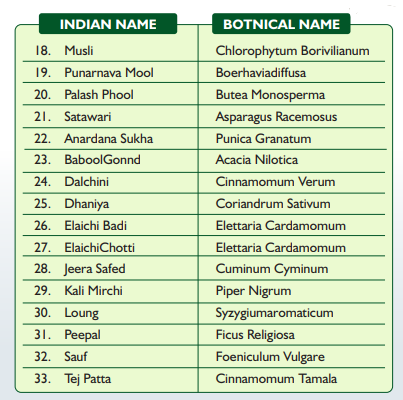 INDIAN NAME BOTNICAL NAME
18. Musli Chlorophytum Borivilianum
19. Punarnava Mool Boerhaviadiffusa
20. Palash Phool Butea Monosperma
21. Satawari Asparagus Racemosus
22. Anardana Sukha Punica Granatum
23. BaboolGonnd Acacia Nilotica
24. Dalchini Cinnamomum Verum
25. Dhaniya Coriandrum Sativum
26. Elaichi Badi Elettaria Cardamomum
27. ElaichiChotti Elettaria Cardamomum
28. Jeera Safed Cuminum Cyminum
29. Kali Mirchi Piper Nigrum
30. Loung Syzygiumaromaticum
31. Peepal Ficus Religiosa
32. Sauf Foeniculum Vulgare
33. Tej Patta Cinnamomum Tamala